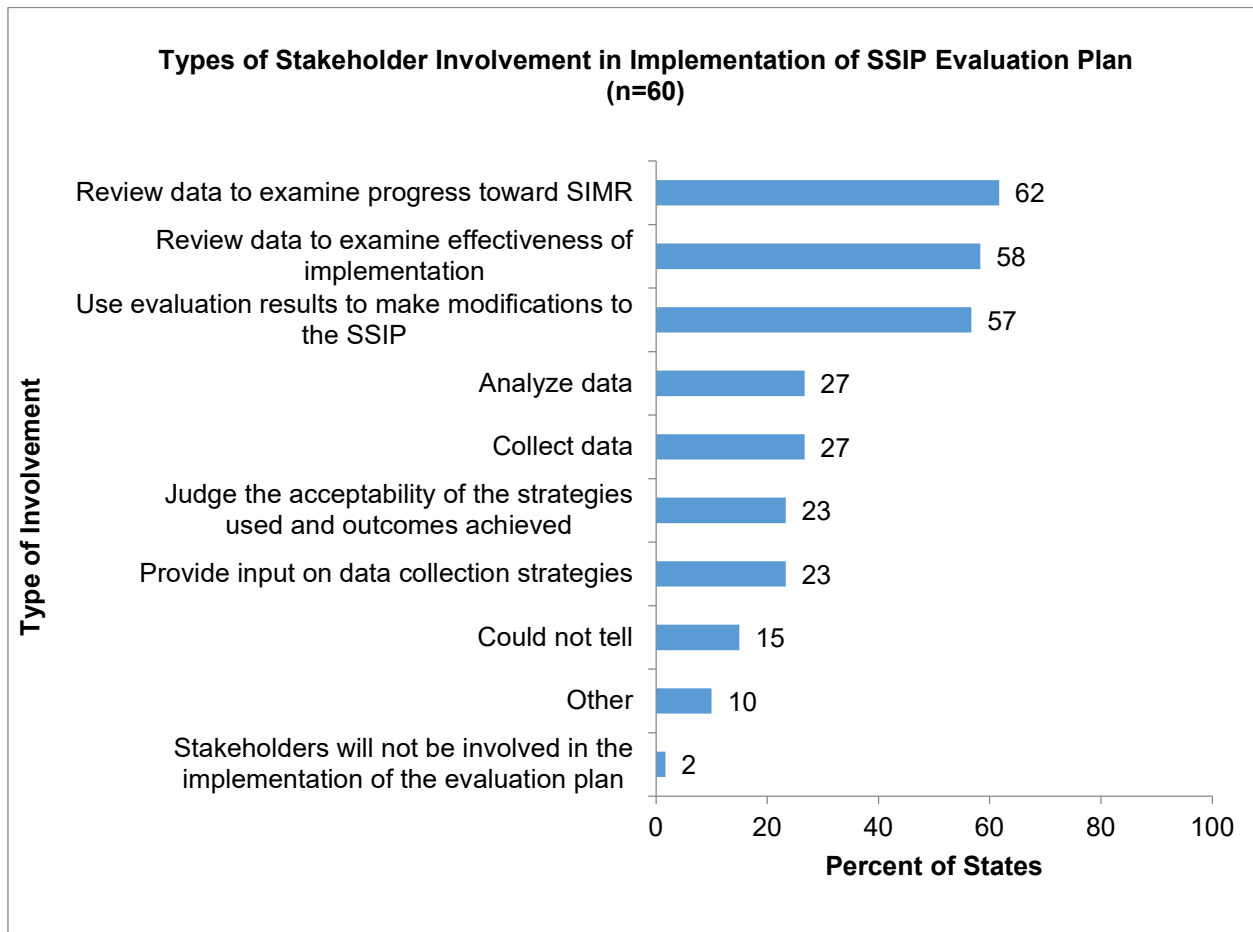 Types of Stakeholder Involvement in Implementation of SSIP Evaluation Plan
(n=60)
Type of Involvement
Review data to examine progress toward SIMR
62
Review data to examine effectiveness of
implementation
58
Use evaluation results to make modifications to
the SSIP
57
Analyze data
27
Collect data
27
Judge the acceptability of the strategies
used and outcomes achieved
23
Provide input on data collection strategies
23
Could not tell
15
Other
10
Stakeholders will not be involved in the
implementation of the evaluation plan
2
0 20 40 60 80 100
Percent of States